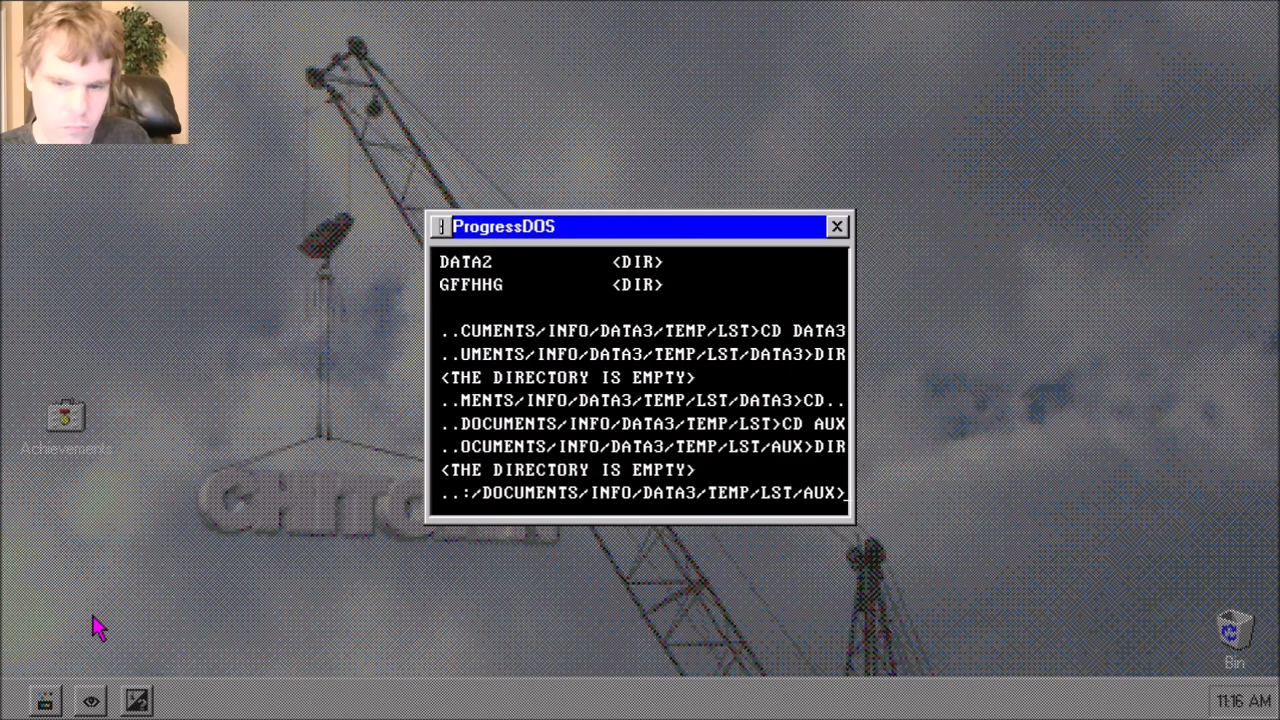 ProgressDOS
DATA2 <DIR>
GFFHHG <DIR>
..CUMENTS/INFO/DATA3/TEMP/LST>CD DATA3
..UMENTS/INFO/DATA3/TEMP/LST/DATA3>DIR
<THE DIRECTORY IS EMPTY>
..MENTS/INFO/DATA3/TEMP/LST/DATA3>CD..
..DOCUMENTS/INFO/DATA3/TEMP/LST>CD AUX
..OCUMENTS/INFO/DATA3/TEMP/LST/AUX>DIR
<THE DIRECTORY IS EMPTY>
..:/DOCUMENTS/INFO/DATA3/TEMP/LST/AUX>_
Achievements
Bin
11:16 AM